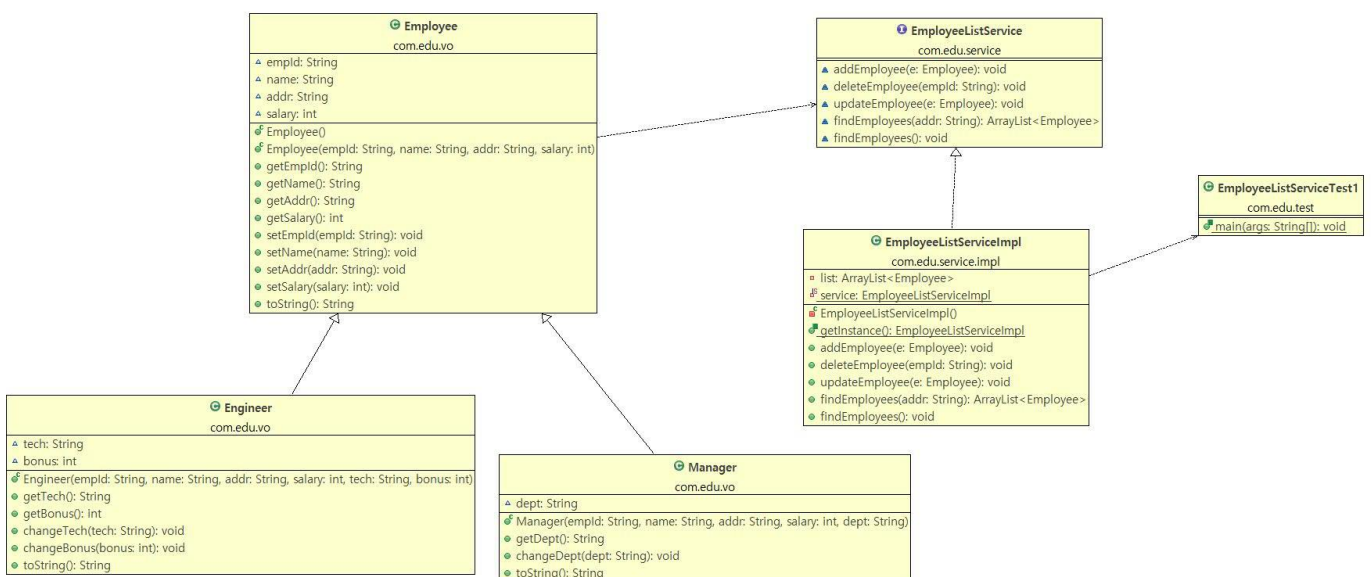 Employee
com.edu.vo
empId: String
name: String
addr: String
salary: int
Employee()
Employee(empId: String, name: String, addr: String, salary: int)
getEmpId(): String
getName(): String
getAddr(): String
getSalary(): int
setEmpId(empId: String): void
setName(name: String): void
setAddr(addr: String): void
setSalary(salary: int): void
toString(): String
EmployeeListService
com.edu.service
addEmployee(e: Employee): void
deleteEmployee(empId: String): void
updateEmployee(e: Employee): void
findEmployees(addr: String): ArrayList<Employee>
findEmployees(): void
EmployeeListServiceTest1
com.edu.test
main(args: String[]): void
EmployeeListServiceImpl
com.edu.service.impl
list: ArrayList<Employee>
service: EmployeeListServiceImpl
EmployeeListServiceImpl()
getInstance(): EmployeeListServiceImpl
addEmployee(e: Employee): void
deleteEmployee(empId: String): void
updateEmployee(e: Employee): void
findEmployees(addr: String): ArrayList<Employee>
findEmployees(): void
Engineer
com.edu.vo
tech: String
bonus: int
Engineer(empId: String, name: String, addr: String, salary: int, tech: String, bonus: int)
getTech(): String
getBonus(): int
changeTech(tech: String): void
changeBonus(bonus: int): void
toString(): String
Manager
com.edu.vo
dept: String
Manager(empId: String, name: String, addr: String, salary: int, dept: String)
getDept(): String
changeDept(dept: String): void
toString(): String